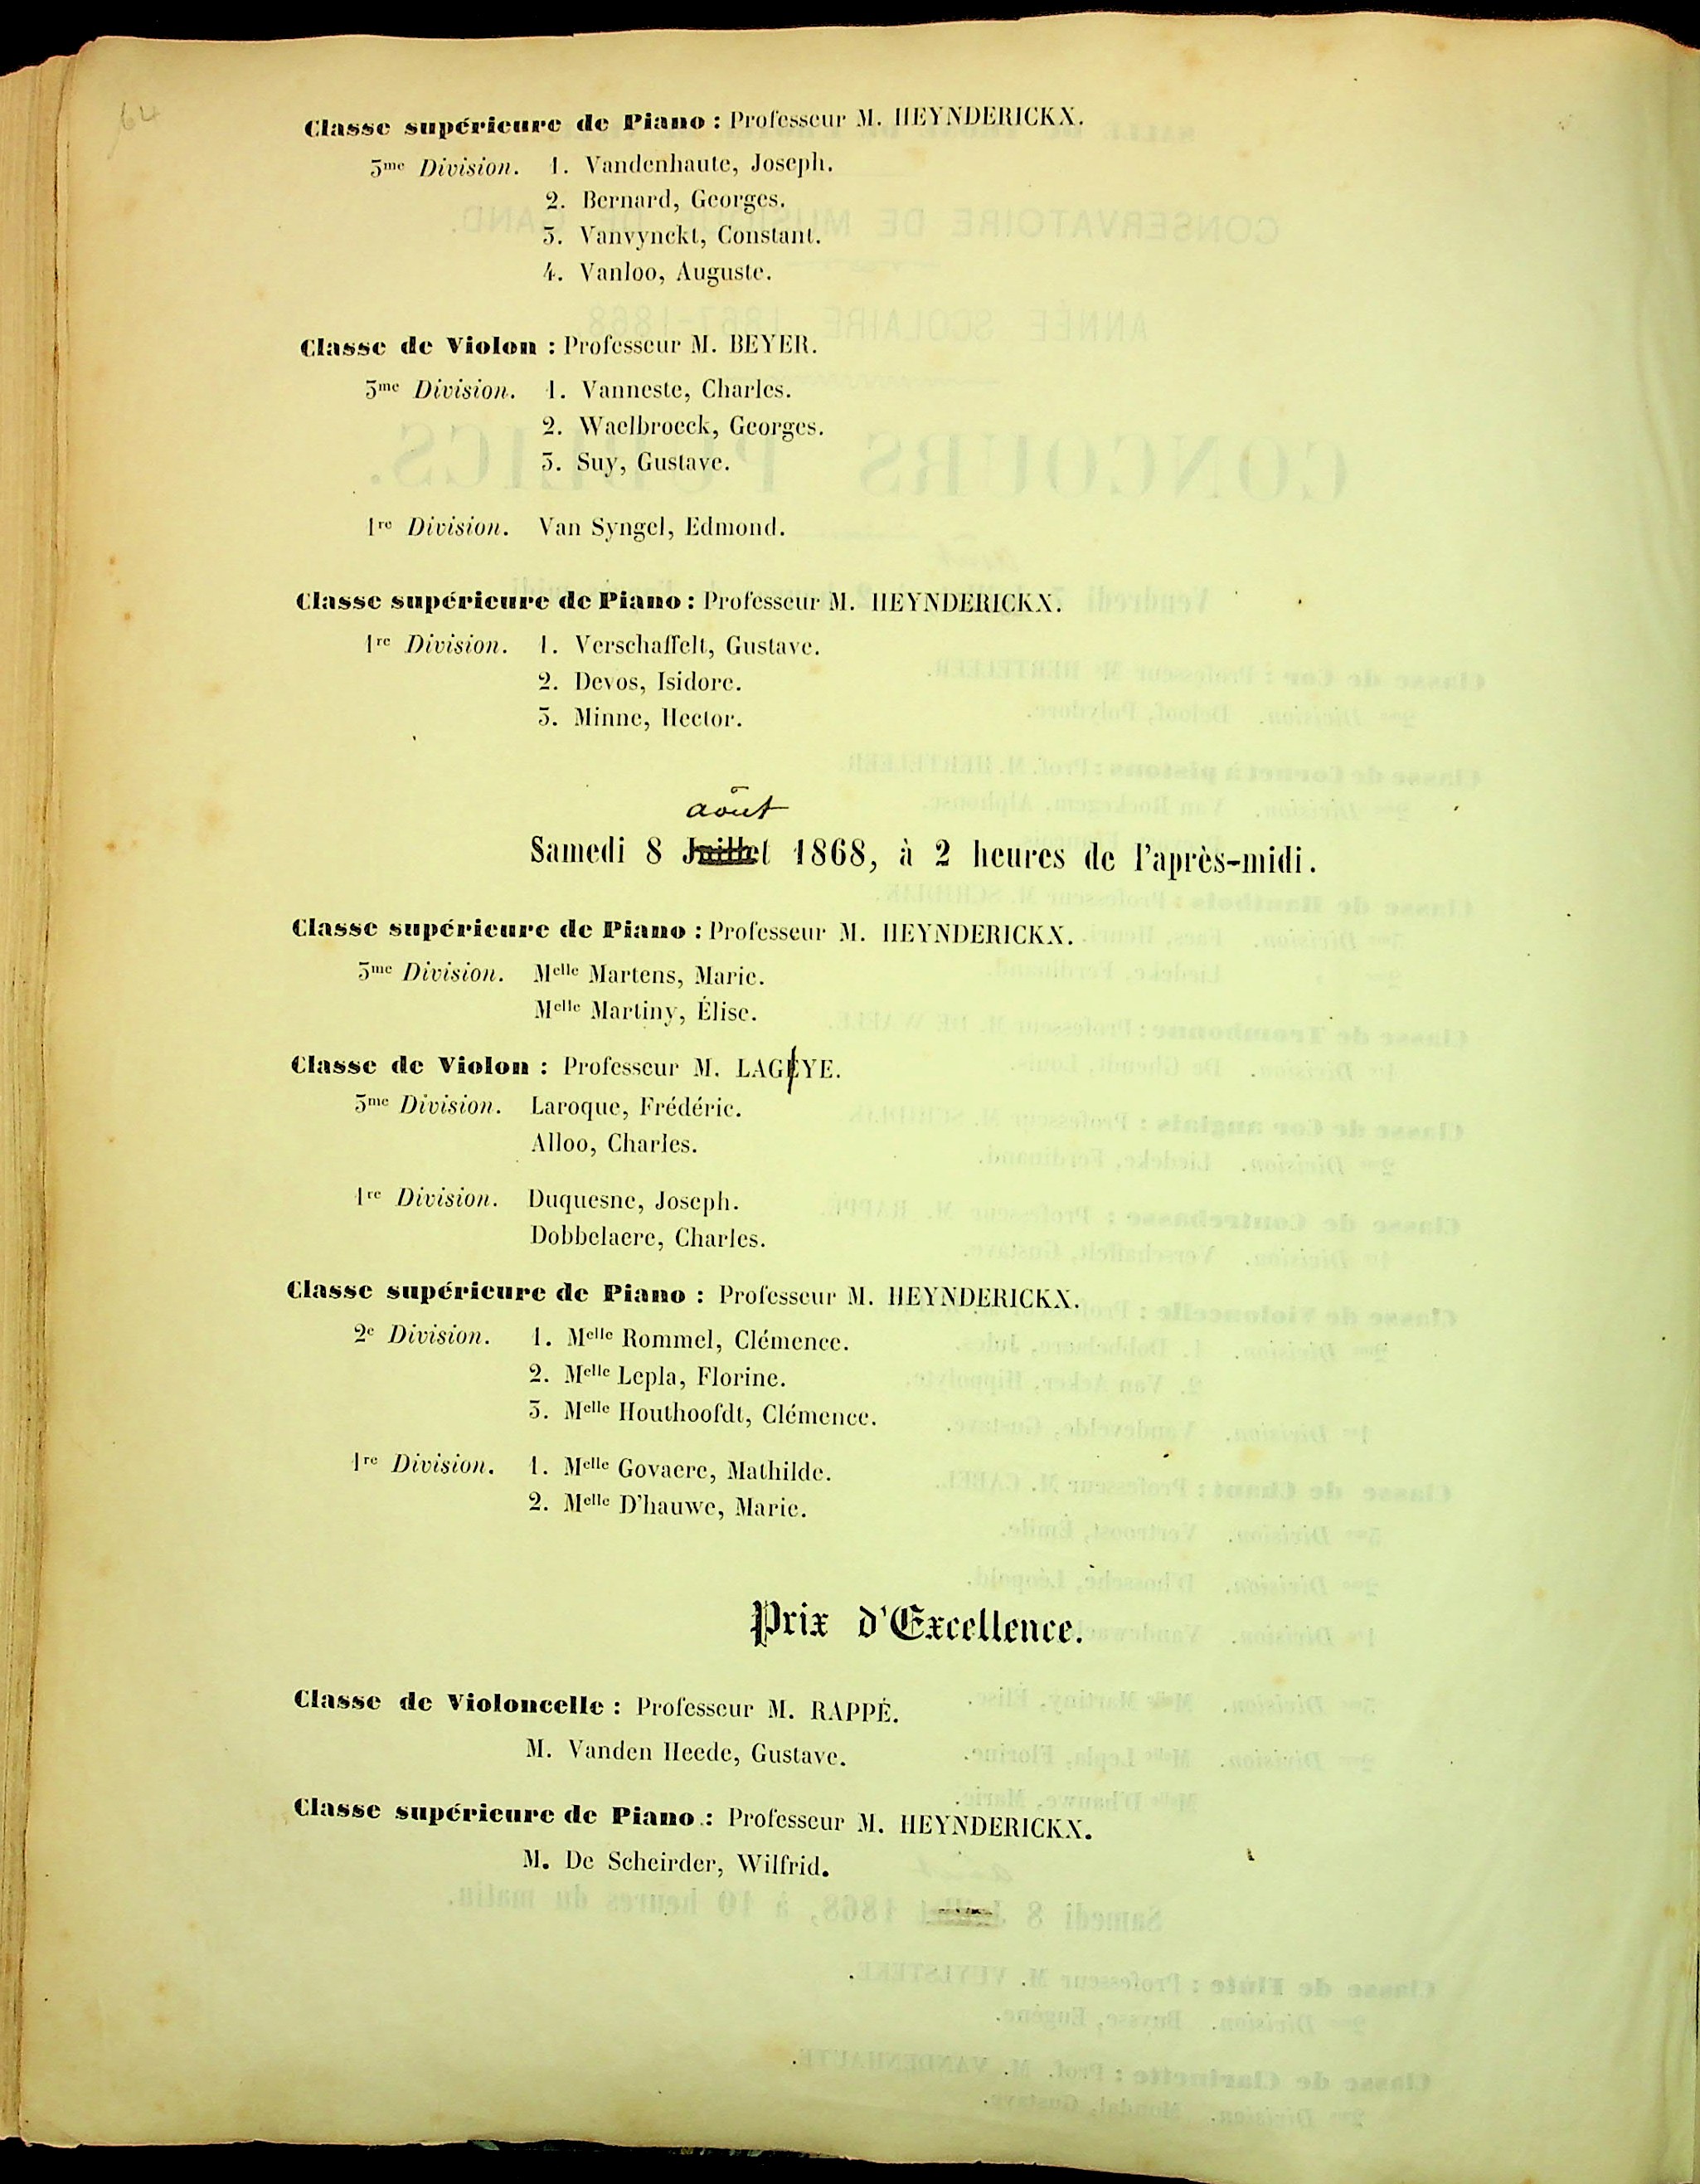 64
Classe supérieure de Piano : Professeur M. HEYNDERICKX.
3me Division. 1. Vandenhaute, Joseph.
2. Bernard, Georges.
3. Vanvynckt, Constant.
4. Vanloo, Auguste.
Classe de Violon : Professeur M. BEYER.
3me Division. 1. Vanneste, Charles.
2. Waelbroeck, Georges.
3. Suy, Gustave.
1re Division. Van Syngel, Edmond.
Classe supérieure de Piano : Professeur M. HEYNDERICKX.
1re Division. 1. Verschaffelt, Gustave.
2. Devos, Isidore.
3. Minne, Hector.
août
Samedi 8 Juillet 1868, à 2 heures de l'après-midi.
Classe supérieure de Piano : Professeur M. HEYNDERICKX.
3me Division. Melle Martens, Marie.
Melle Martiny, Élise.
Classe de Violon : Professeur M. LAGEYE.
3me Division. Laroque, Frédéric.
Alloo, Charles.
1re Division. Duquesne, Joseph.
Dobbelaere, Charles.
Classe supérieure de Piano : Professeur M. HEYNDERICKX.
2e Division. 1. Melle Rommel, Clémence.
2. Melle Lepla, Florine.
3. Melle Houthoofdt, Clémence.
1re Division. 1. Melle Govaere, Mathilde.
2. Melle D'hauwe, Marie.
Prix d'Excellence.
Classe de Violoncelle : Professeur M. RAPPÉ.
M. Vanden Heede, Gustave.
Classe supérieure de Piano : Professeur M. HEYNDERICKX.
M. De Scheirder, Wilfrid.